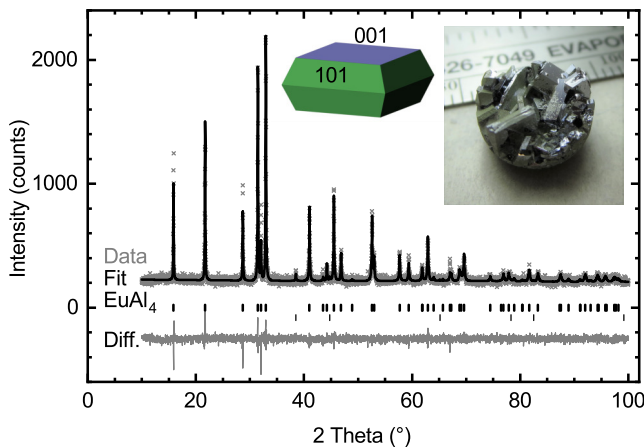 2000
1000
0
Intensity (counts)
Data
Fit
EuAl₄
Diff.
001
101
26-7049 EVAPO
0
20
40
60
80
100
2 Theta (°)